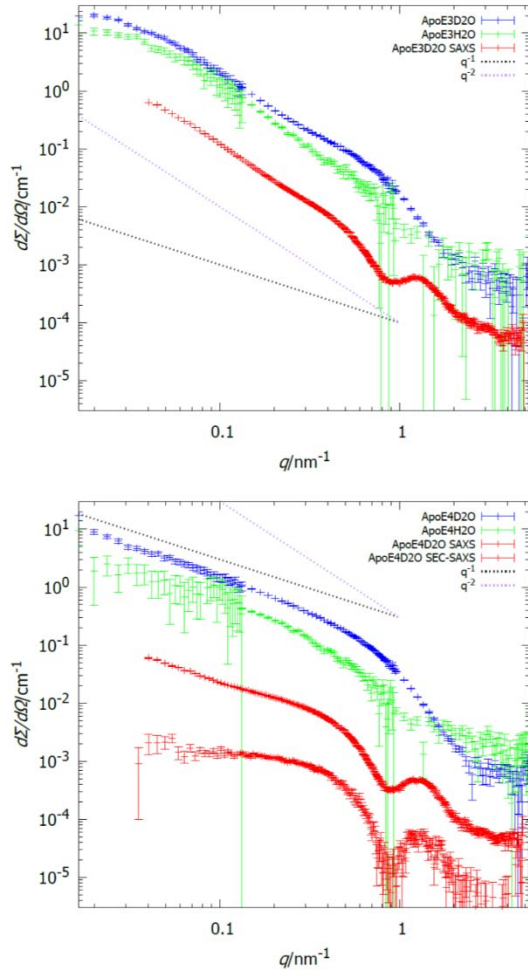 ApoE3D2O
ApoE3H2O
ApoE3D2O SAXS
q⁻¹
q⁻²
dΣ/dΩ/cm⁻¹
10¹
10⁰
10⁻¹
10⁻²
10⁻³
10⁻⁴
10⁻⁵
0.1 1
q/nm⁻¹
ApoE4D2O
ApoE4H2O
ApoE4D2O SAXS
ApoE4D2O SEC-SAXS
q⁻¹
q⁻²
dΣ/dΩ/cm⁻¹
10¹
10⁰
10⁻¹
10⁻²
10⁻³
10⁻⁴
10⁻⁵
0.1 1
q/nm⁻¹